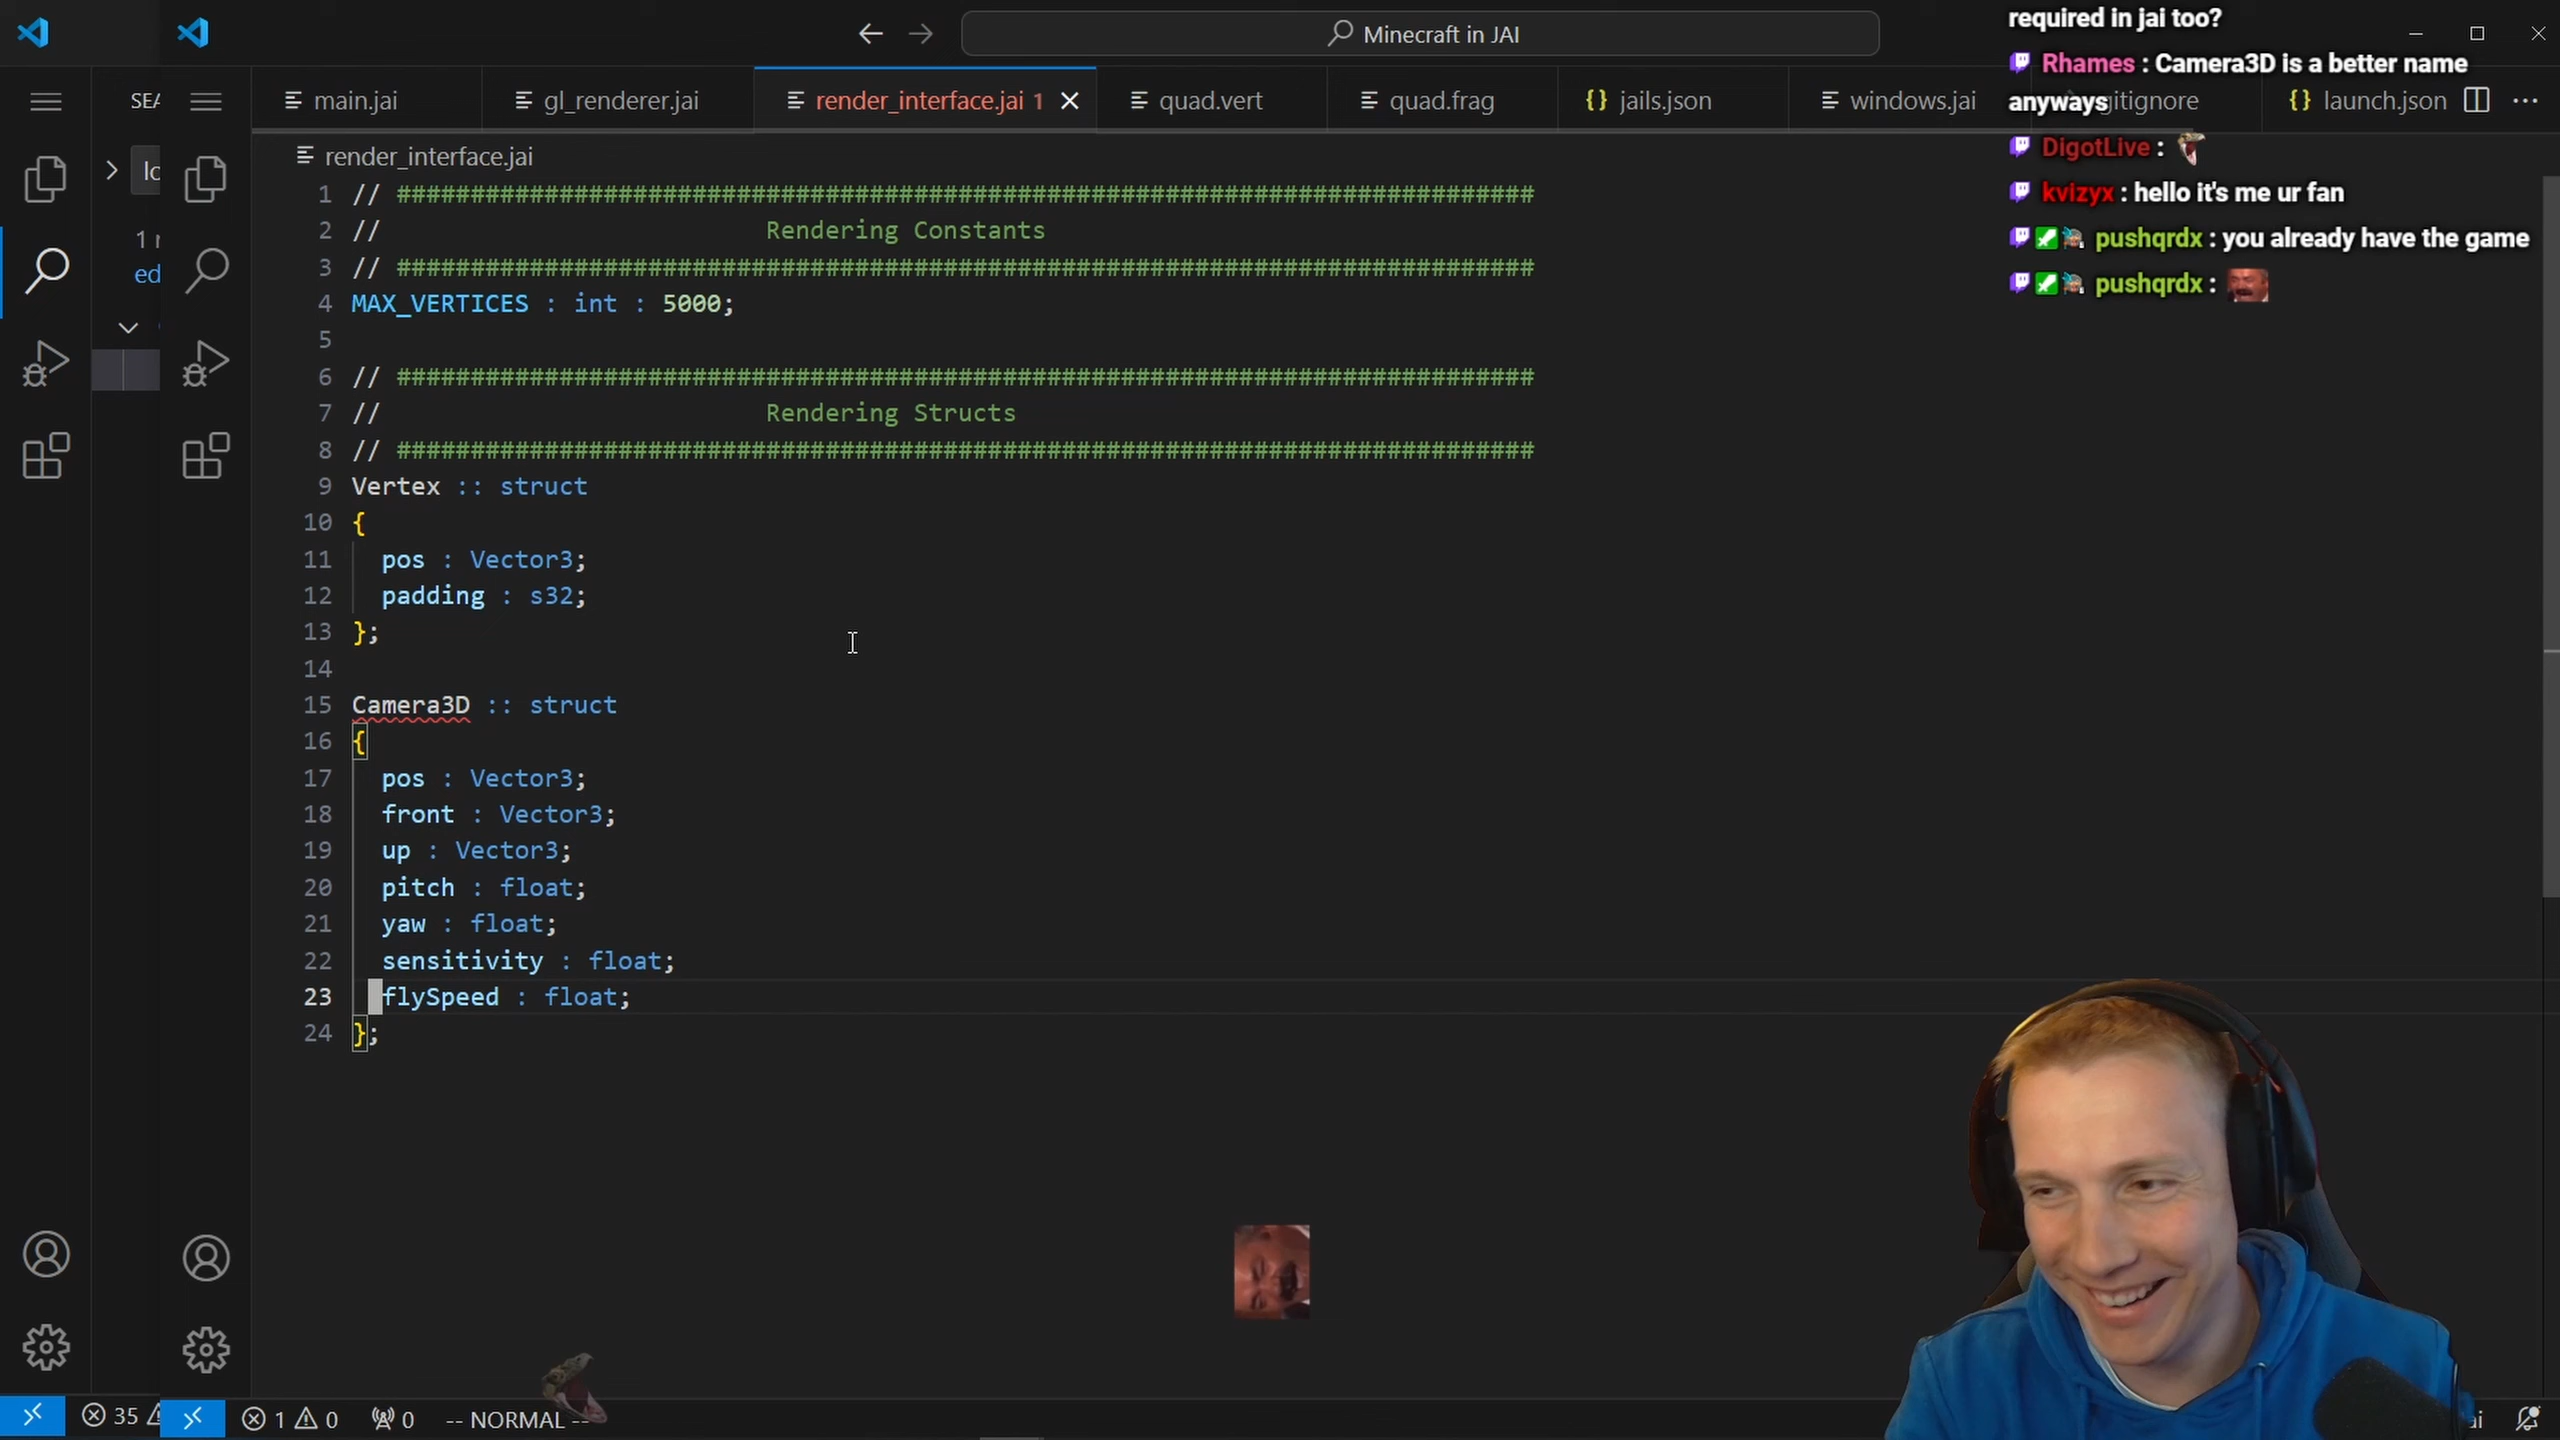 Minecraft in JAI
SEA
main.jai
gl_renderer.jai
render_interface.jai 1
quad.vert
quad.frag
{} jails.json
windows.jai
gitignore
{} launch.json
render_interface.jai
1 // #############################################################################
2 // Rendering Constants
3 // #############################################################################
4 MAX_VERTICES : int : 5000;
5
6 // #############################################################################
7 // Rendering Structs
8 // #############################################################################
9 Vertex :: struct
10 {
11 pos : Vector3;
12 padding : s32;
13 };
14
15 Camera3D :: struct
16 {
17 pos : Vector3;
18 front : Vector3;
19 up : Vector3;
20 pitch : float;
21 yaw : float;
22 sensitivity : float;
23 flySpeed : float;
24 };
lo
1 r
ed
required in jai too?
Rhames : Camera3D is a better name
anyways
DigotLive :
kvizyx : hello it's me ur fan
pushqrdx : you already have the game
pushqrdx :
35
1 0 0 -- NORMAL --
ai